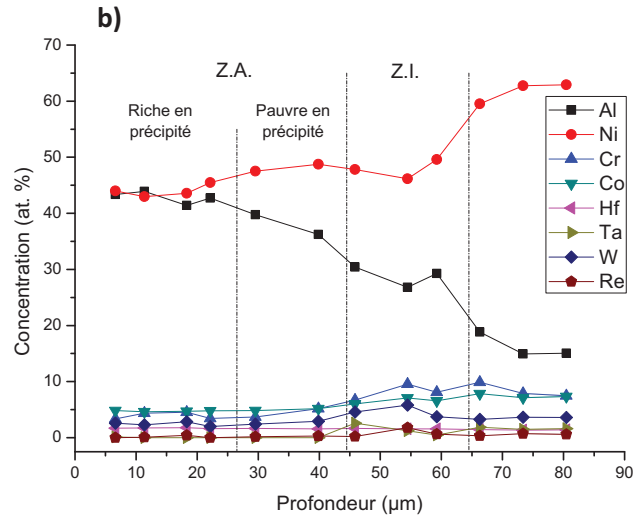 b)
Z.A.
Z.I.
Riche en
précipité
Pauvre en
précipité
Concentration (at. %)
70
60
50
40
30
20
10
0
0
10
20
30
40
50
60
70
80
90
Profondeur (µm)
Al
Ni
Cr
Co
Hf
Ta
W
Re